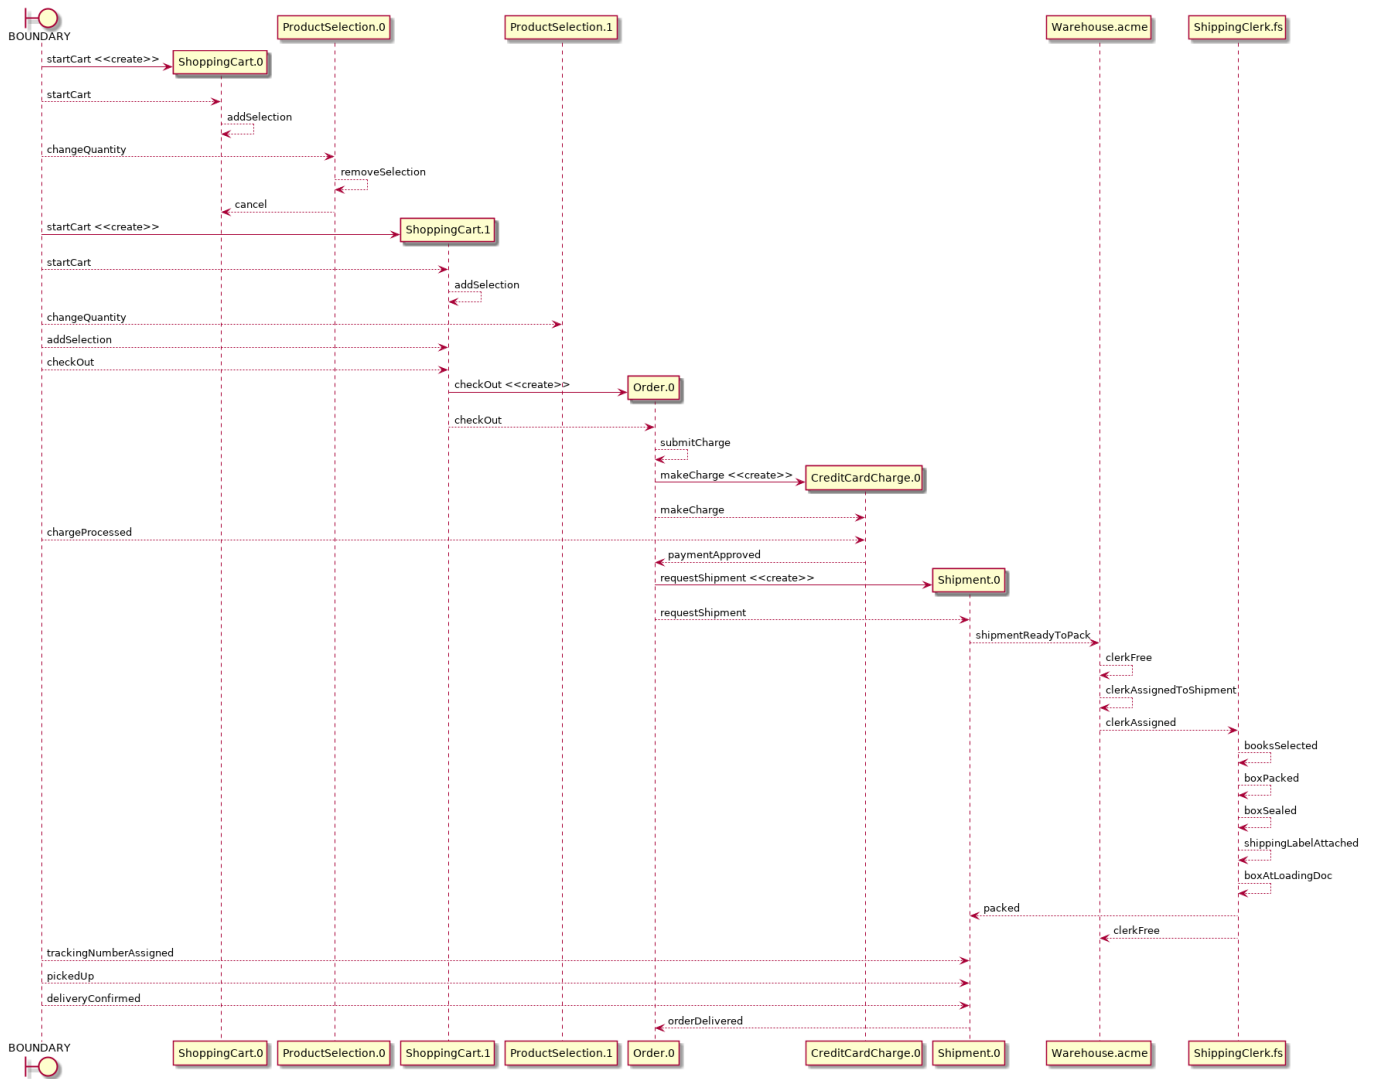 BOUNDARY
ProductSelection.0
ProductSelection.1
Warehouse.acme
ShippingClerk.fs
startCart <<create>>
ShoppingCart.0
startCart
addSelection
changeQuantity
removeSelection
cancel
startCart <<create>>
ShoppingCart.1
startCart
addSelection
changeQuantity
addSelection
checkOut
checkOut <<create>>
Order.0
checkOut
submitCharge
makeCharge <<create>>
CreditCardCharge.0
makeCharge
chargeProcessed
paymentApproved
requestShipment <<create>>
Shipment.0
requestShipment
shipmentReadyToPack
clerkFree
clerkAssignedToShipment
clerkAssigned
booksSelected
boxPacked
boxSealed
shippingLabelAttached
boxAtLoadingDoc
packed
clerkFree
trackingNumberAssigned
pickedUp
deliveryConfirmed
orderDelivered
BOUNDARY
ShoppingCart.0
ProductSelection.0
ShoppingCart.1
ProductSelection.1
Order.0
CreditCardCharge.0
Shipment.0
Warehouse.acme
ShippingClerk.fs